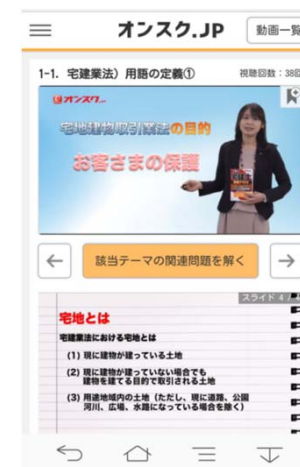 オンスク.JP
動画一覧
1-1. 宅建業法）用語の定義①
視聴回数：38回
オンスク.JP
宅地建物取引業法の目的
お客さまの保護
該当テーマの関連問題を解く
スライド 4 /
宅地とは
宅建業法における宅地とは
(1) 現に建物が建っている土地
(2) 現に建物が建っていない場合でも
建物を建てる目的で取引される土地
(3) 用途地域内の土地（ただし、現に道路、公園
河川、広場、水路になっている場合を除く）